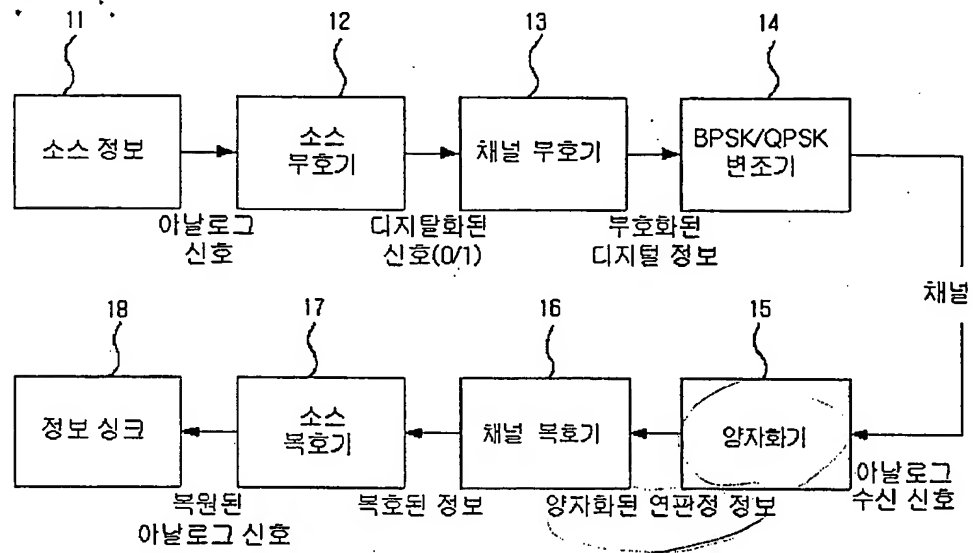 11
12
13
14
소스 정보
소스
부호기
채널 부호기
BPSK/QPSK
변조기
아날로그
신호
디지탈화된
신호(0/1)
부호화된
디지털 정보
채널
18
17
16
15
정보 싱크
소스
복호기
채널 복호기
양자화기
복원된
아날로그 신호
복호된 정보
양자화된 연판정 정보
아날로그
수신 신호